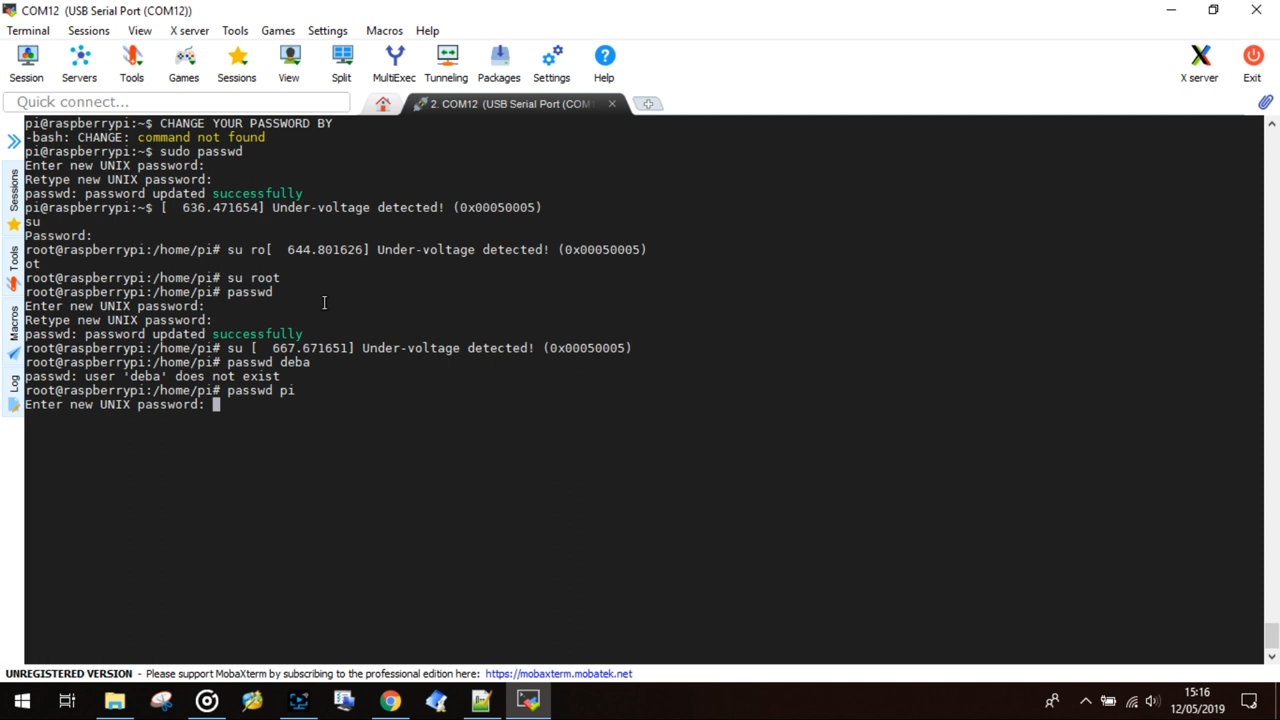 COM12 (USB Serial Port (COM12))
Terminal Sessions View X server Tools Games Settings Macros Help
Session Servers Tools Games Sessions View Split MultiExec Tunneling Packages Settings Help X server Exit
Quick connect...
2. COM12 (USB Serial Port (COM
pi@raspberrypi:~$ CHANGE YOUR PASSWORD BY
-bash: CHANGE: command not found
pi@raspberrypi:~$ sudo passwd
Enter new UNIX password:
Retype new UNIX password:
passwd: password updated successfully
pi@raspberrypi:~$ [  636.471654] Under-voltage detected! (0x00050005)
su
Password:
root@raspberrypi:/home/pi# su ro[  644.801626] Under-voltage detected! (0x00050005)
ot
root@raspberrypi:/home/pi# su root
root@raspberrypi:/home/pi# passwd
Enter new UNIX password:
Retype new UNIX password:
passwd: password updated successfully
root@raspberrypi:/home/pi# su [  667.671651] Under-voltage detected! (0x00050005)
root@raspberrypi:/home/pi# passwd deba
passwd: user 'deba' does not exist
root@raspberrypi:/home/pi# passwd pi
Enter new UNIX password:
Sessions
Tools
Macros
Log
UNREGISTERED VERSION - Please support MobaXterm by subscribing to the professional edition here: https://mobaxterm.mobatek.net
15:16
12/05/2019